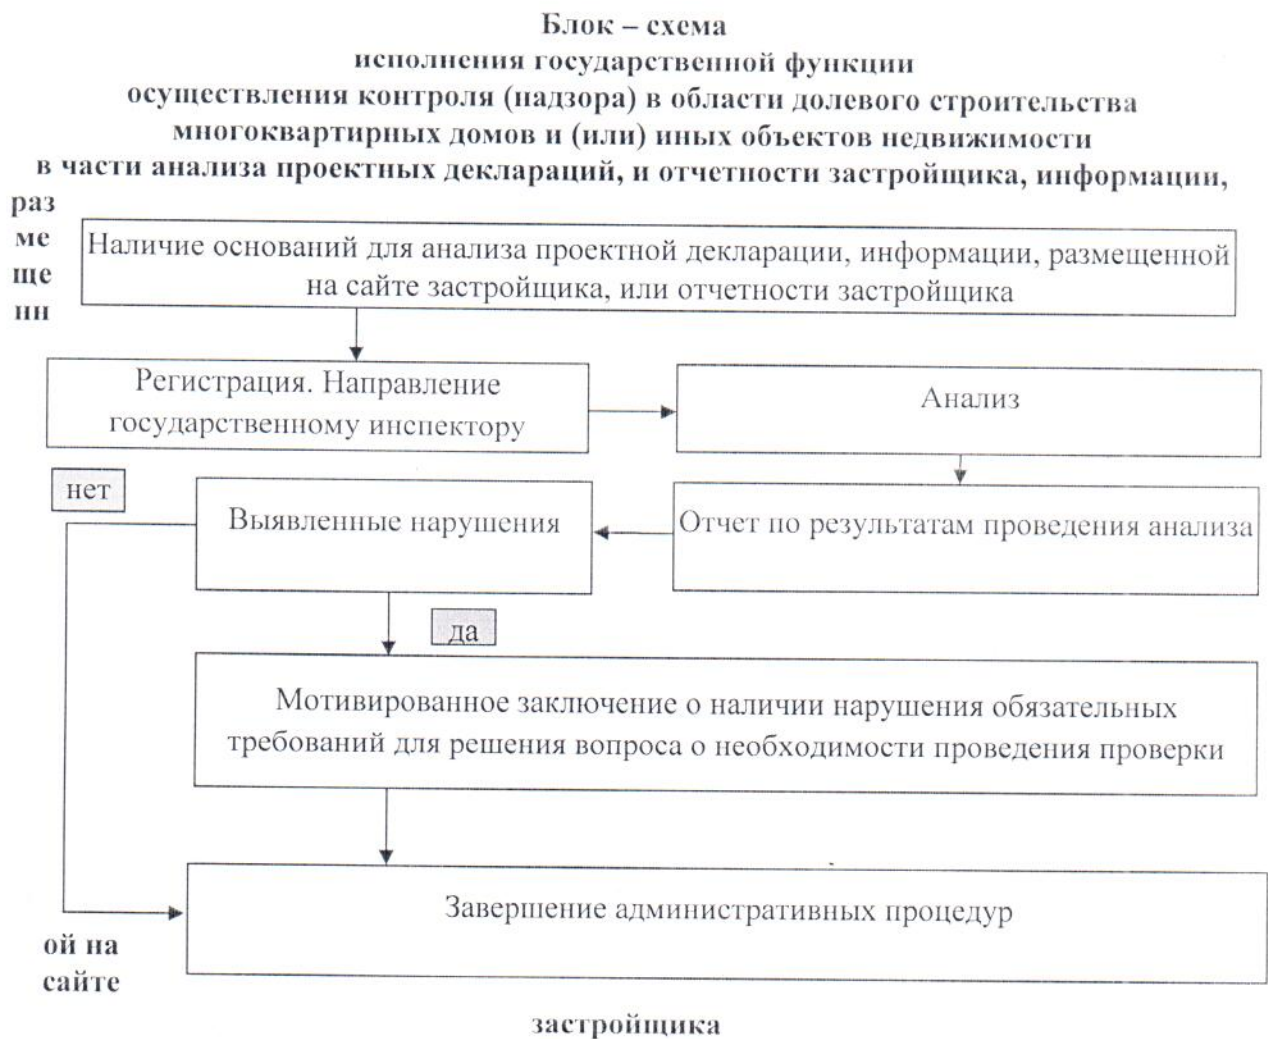 Блок – схема
исполнения государственной функции
осуществления контроля (надзора) в области долевого строительства
многоквартирных домов и (или) иных объектов недвижимости
в части анализа проектных деклараций, и отчетности застройщика, информации,
раз
ме
ще
нн
Наличие оснований для анализа проектной декларации, информации, размещенной
на сайте застройщика, или отчетности застройщика
Регистрация. Направление
государственному инспектору
Анализ
нет
Выявленные нарушения
Отчет по результатам проведения анализа
да
Мотивированное заключение о наличии нарушения обязательных
требований для решения вопроса о необходимости проведения проверки
Завершение административных процедур
ой на
сайте
застройщика